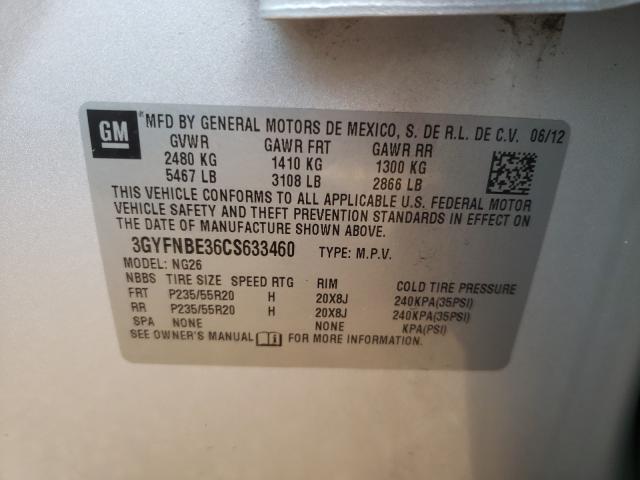 GM *MFD BY GENERAL MOTORS DE MEXICO, S. DE R.L. DE C.V. 06/12
GVWR GAWR FRT GAWR RR
2480 KG 1410 KG 1300 KG
5467 LB 3108 LB 2866 LB
THIS VEHICLE CONFORMS TO ALL APPLICABLE U.S. FEDERAL MOTOR
VEHICLE SAFETY AND THEFT PREVENTION STANDARDS IN EFFECT ON
THE DATE OF MANUFACTURE SHOWN ABOVE.
3GYFNBE36CS633460 TYPE: M.P.V.
MODEL: NG26
NBBS TIRE SIZE SPEED RTG RIM COLD TIRE PRESSURE
FRT P235/55R20 H 20X8J 240KPA(35PSI)
RR P235/55R20 H 20X8J 240KPA(35PSI)
SPA NONE NONE KPA(PSI)
SEE OWNER'S MANUAL FOR MORE INFORMATION.